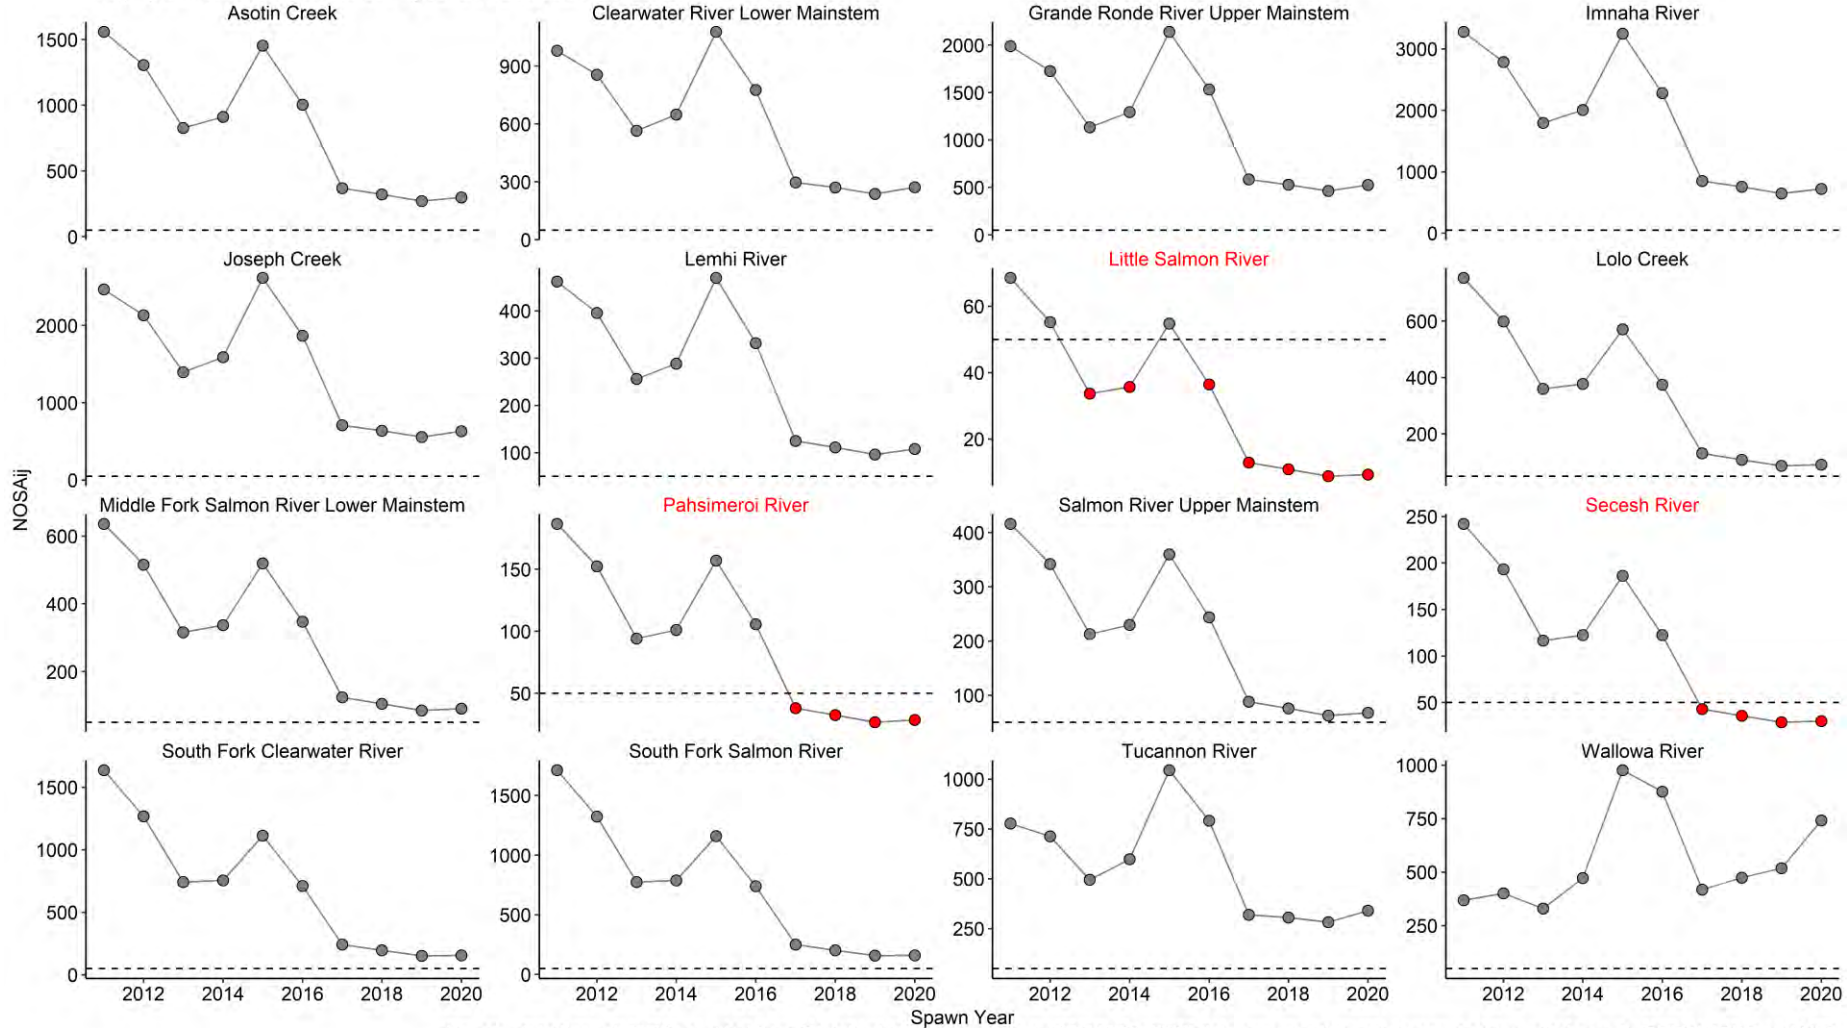 Asotin Creek
Clearwater River Lower Mainstem
Grande Ronde River Upper Mainstem
Imnaha River
1500
1000
500
0
900
600
300
0
2000
1500
1000
500
0
3000
2000
1000
0
Joseph Creek
Lemhi River
Little Salmon River
Lolo Creek
2000
1000
0
400
300
200
100
60
40
20
600
400
200
NOSAij
Middle Fork Salmon River Lower Mainstem
Pahsimeroi River
Salmon River Upper Mainstem
Secesh River
600
400
200
150
100
50
400
300
200
100
250
200
150
100
50
South Fork Clearwater River
South Fork Salmon River
Tucannon River
Wallowa River
1500
1000
500
0
1500
1000
500
0
1000
750
500
250
1000
750
500
250
2012 2014 2016 2018 2020
2012 2014 2016 2018 2020
2012 2014 2016 2018 2020
2012 2014 2016 2018 2020
Spawn Year